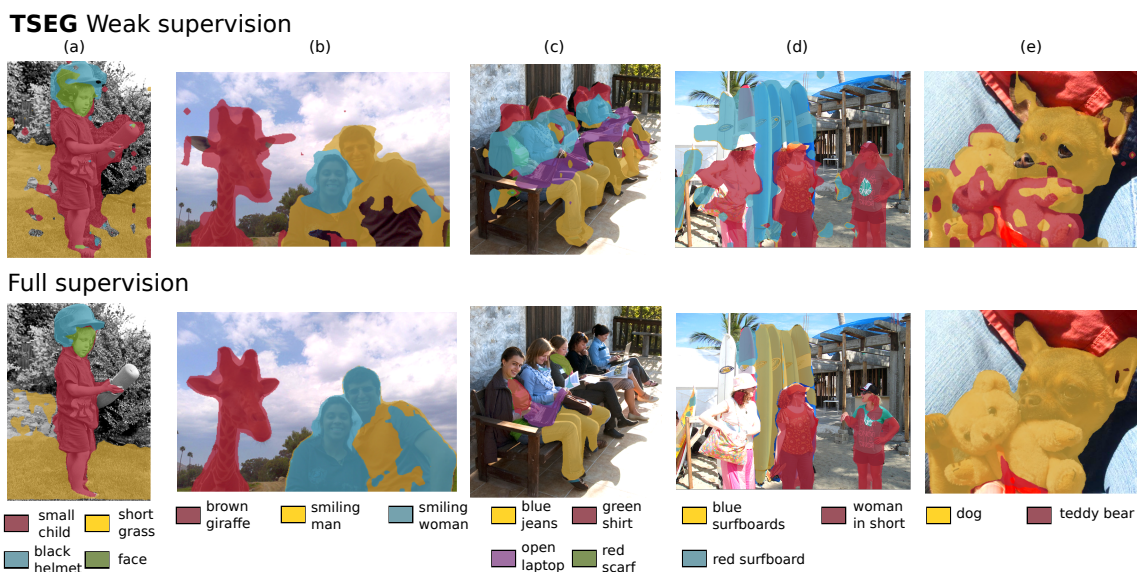 TSEG Weak supervision
(a) (b) (c) (d) (e)
Full supervision
small child
short grass
black helmet
face
brown giraffe
smiling man
smiling woman
blue jeans
green shirt
open laptop
red scarf
blue surfboards
woman in short
red surfboard
dog
teddy bear